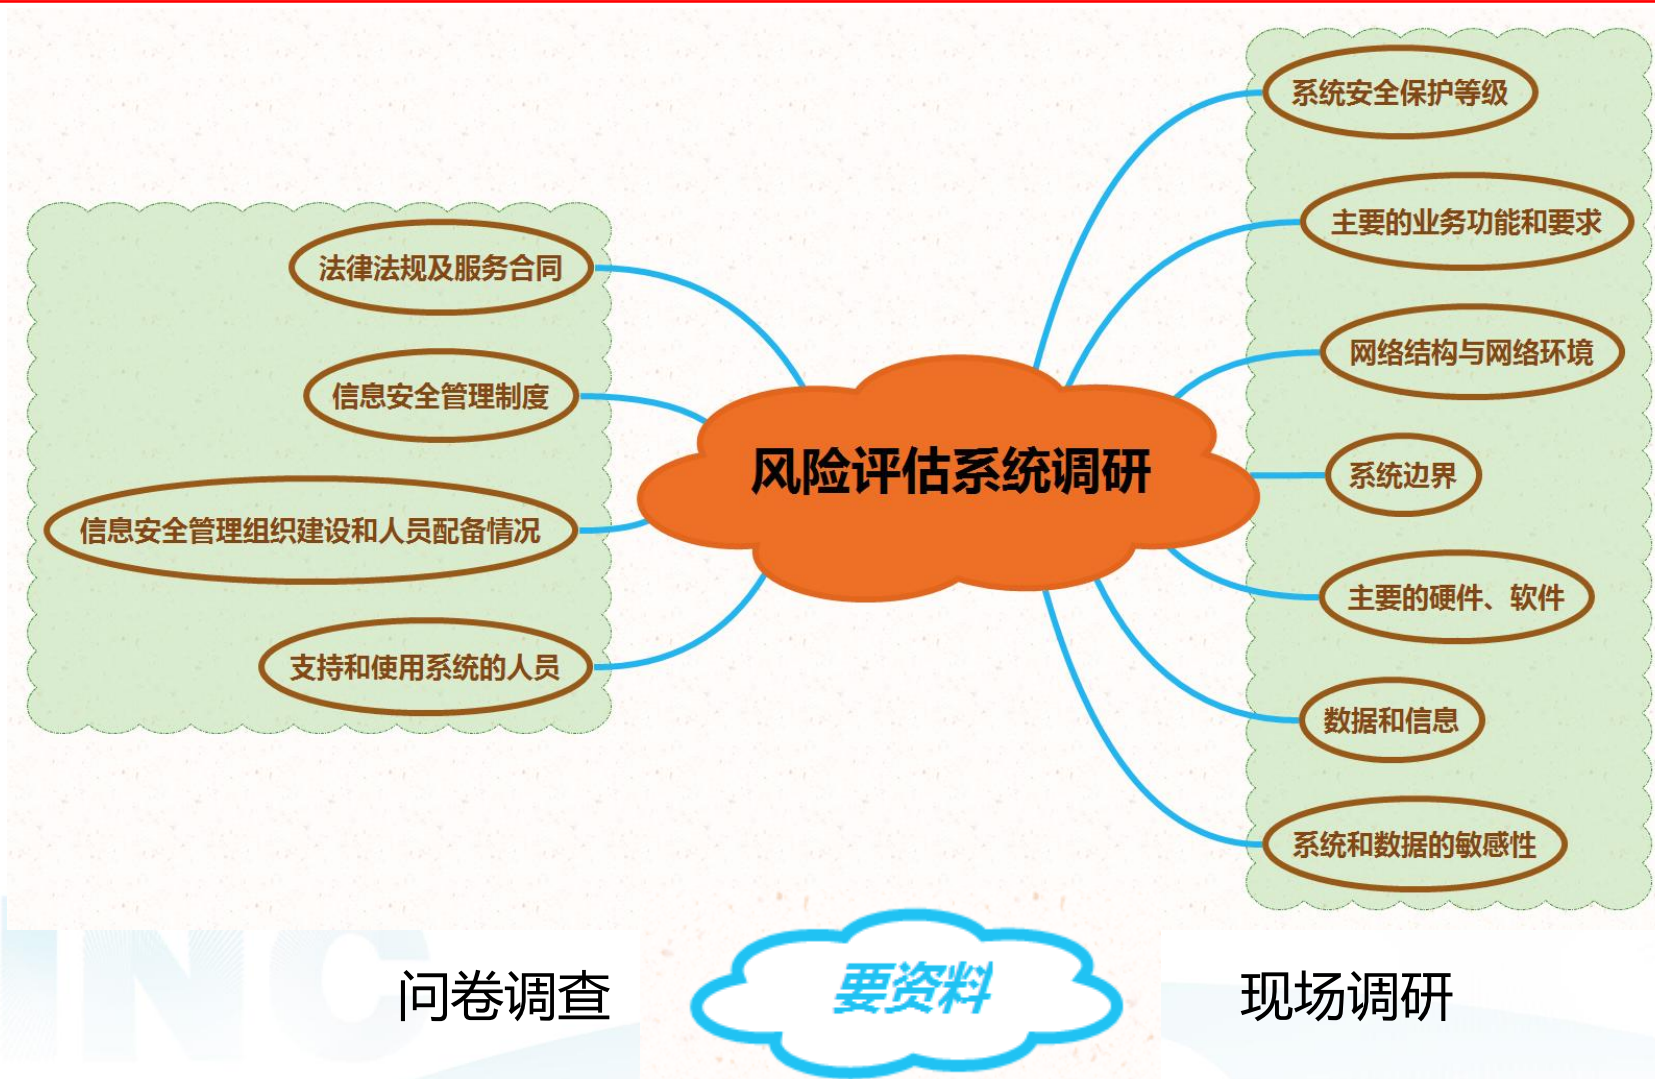 系统安全保护等级
主要的业务功能和要求
法律法规及服务合同
网络结构与网络环境
信息安全管理制度
风险评估系统调研
系统边界
信息安全管理组织建设和人员配备情况
主要的硬件、软件
支持和使用系统的人员
数据和信息
系统和数据的敏感性
INC
问卷调查
要资料
现场调研